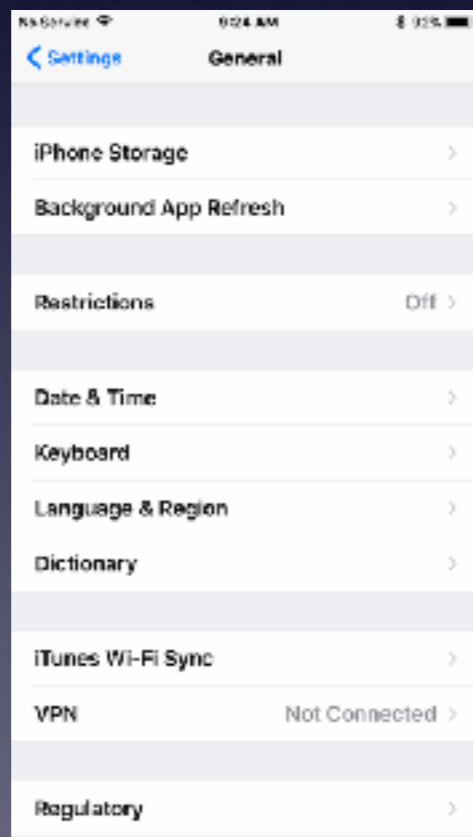 No Service 9:24 AM 92%
Settings General
iPhone Storage
Background App Refresh
Restrictions Off
Date & Time
Keyboard
Language & Region
Dictionary
iTunes Wi-Fi Sync
VPN Not Connected
Regulatory